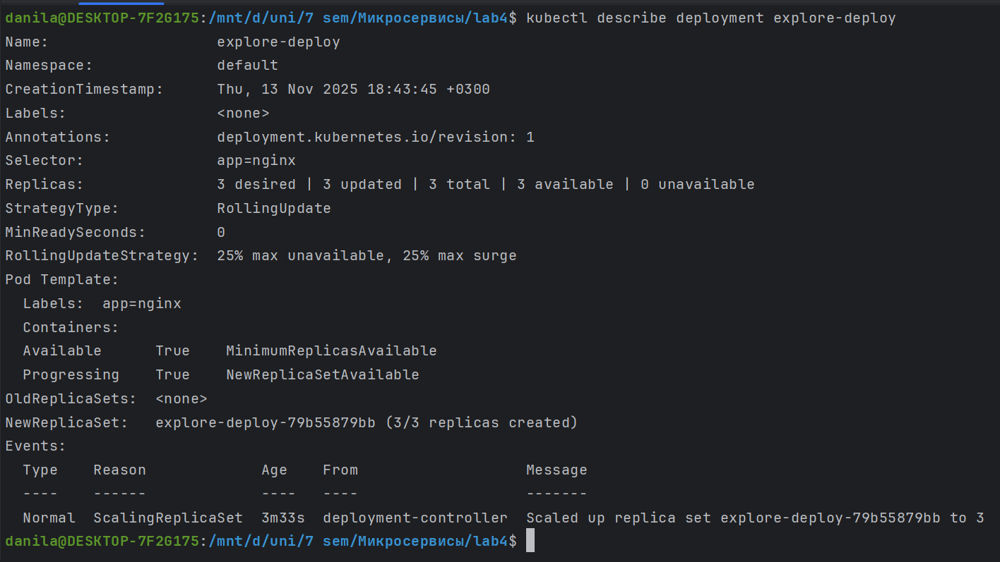 danila@DESKTOP-7F2G175:/mnt/d/uni/7 sem/Микросервисы/lab4$ kubectl describe deployment explore-deploy
Name:                   explore-deploy
Namespace:              default
CreationTimestamp:      Thu, 13 Nov 2025 18:43:45 +0300
Labels:                 <none>
Annotations:            deployment.kubernetes.io/revision: 1
Selector:               app=nginx
Replicas:               3 desired | 3 updated | 3 total | 3 available | 0 unavailable
StrategyType:           RollingUpdate
MinReadySeconds:        0
RollingUpdateStrategy:  25% max unavailable, 25% max surge
Pod Template:
  Labels:  app=nginx
  Containers:
  Available      True    MinimumReplicasAvailable
  Progressing    True    NewReplicaSetAvailable
OldReplicaSets:  <none>
NewReplicaSet:   explore-deploy-79b55879bb (3/3 replicas created)
Events:
  Type    Reason             Age    From                   Message
  ----    ------             ----   ----                   -------
  Normal  ScalingReplicaSet  3m33s  deployment-controller  Scaled up replica set explore-deploy-79b55879bb to 3
danila@DESKTOP-7F2G175:/mnt/d/uni/7 sem/Микросервисы/lab4$